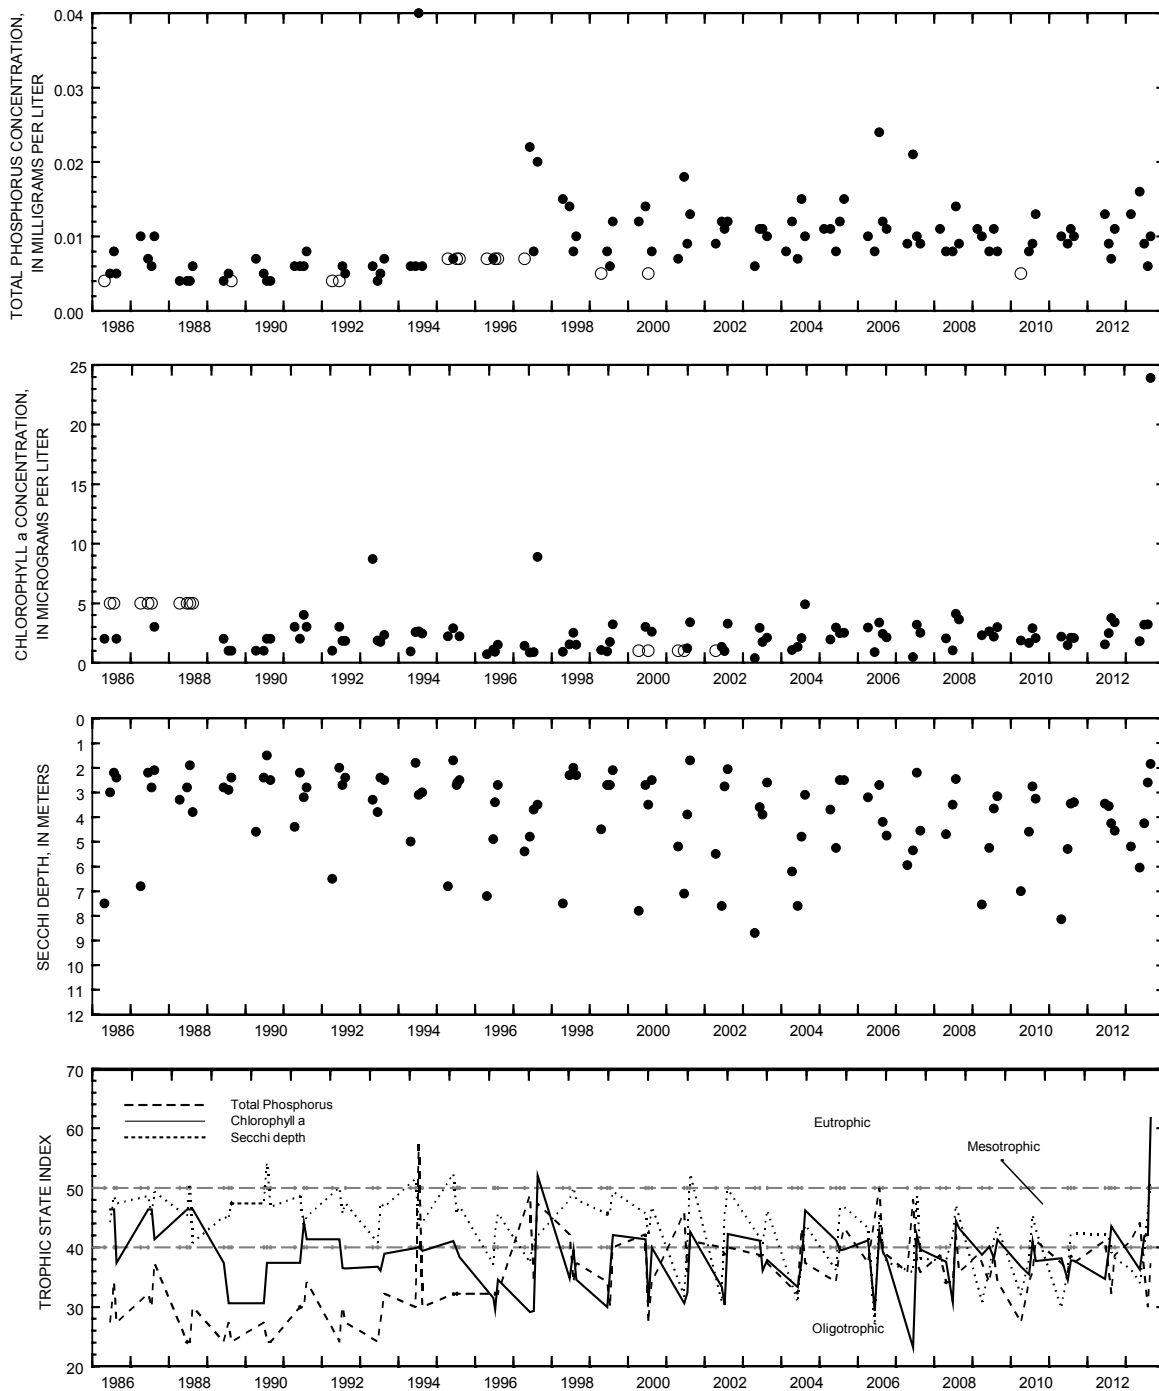 TOTAL PHOSPHORUS CONCENTRATION,
IN MILLIGRAMS PER LITER
0.04
0.03
0.02
0.01
0.00
1986 1988 1990 1992 1994 1996 1998 2000 2002 2004 2006 2008 2010 2012
CHLOROPHYLL a CONCENTRATION,
IN MICROGRAMS PER LITER
25
20
15
10
5
0
1986 1988 1990 1992 1994 1996 1998 2000 2002 2004 2006 2008 2010 2012
SECCHI DEPTH, IN METERS
0
1
2
3
4
5
6
7
8
9
10
11
12
1986 1988 1990 1992 1994 1996 1998 2000 2002 2004 2006 2008 2010 2012
TROPHIC STATE INDEX
70
60
50
40
30
20
Total Phosphorus
Chlorophyll a
Secchi depth
Eutrophic
Mesotrophic
Oligotrophic
1986 1988 1990 1992 1994 1996 1998 2000 2002 2004 2006 2008 2010 2012